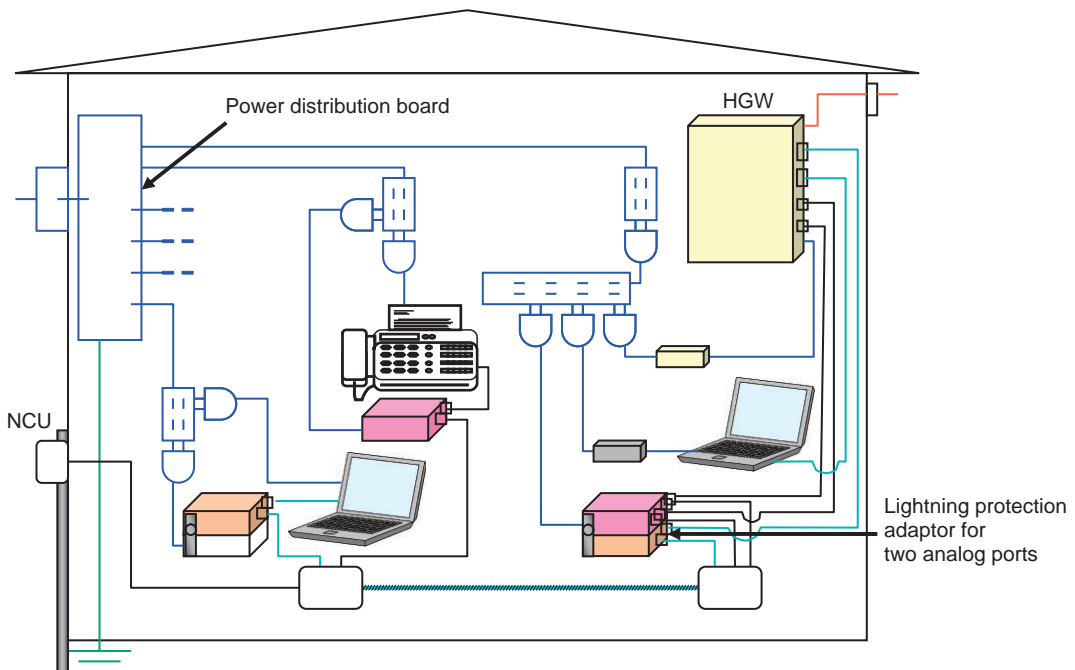 Power distribution board
HGW
NCU
Lightning protection
adaptor for
two analog ports